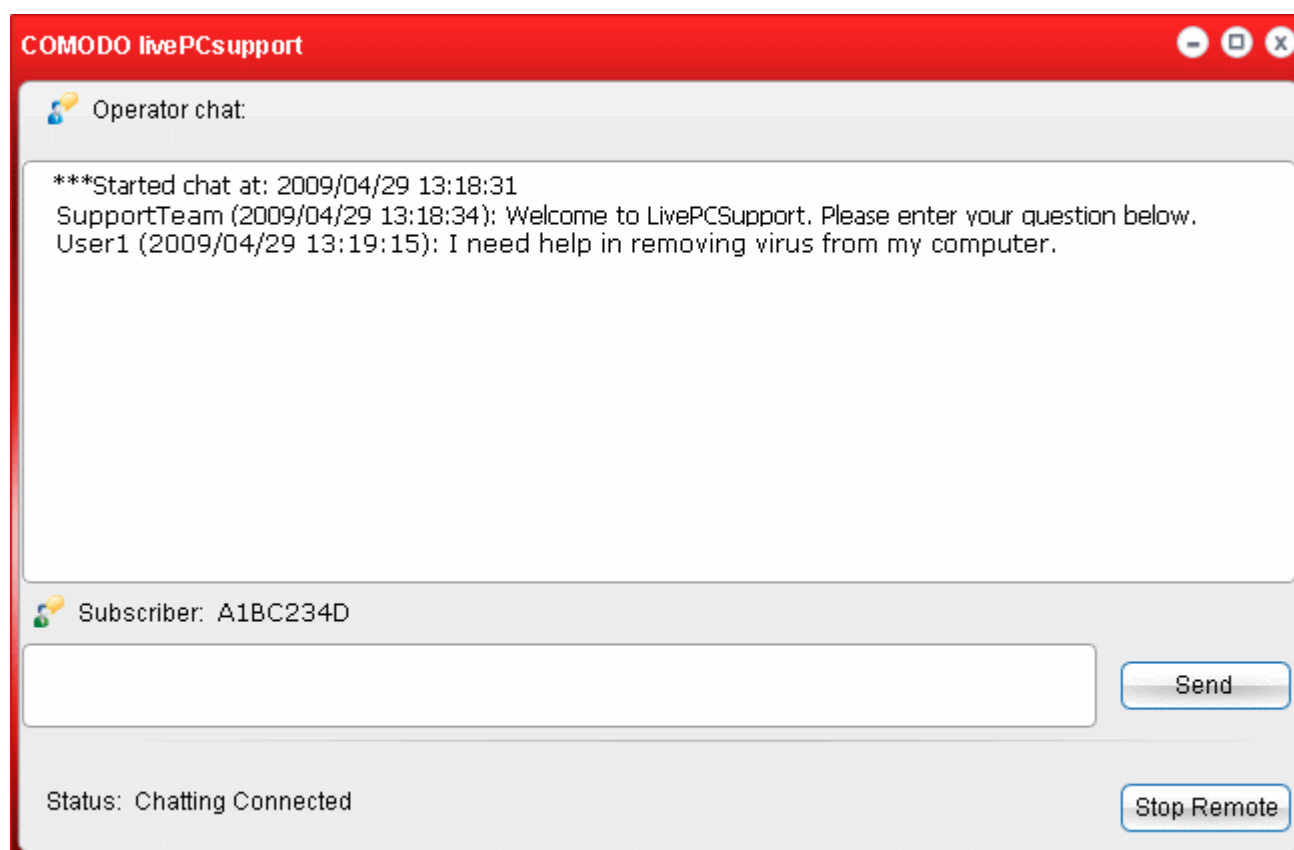 COMODO livePCsupport
Operator chat:
***Started chat at: 2009/04/29 13:18:31
SupportTeam (2009/04/29 13:18:34): Welcome to LivePCSupport. Please enter your question below.
User1 (2009/04/29 13:19:15): I need help in removing virus from my computer.
Subscriber: A1BC234D
Send
Status: Chatting Connected
Stop Remote